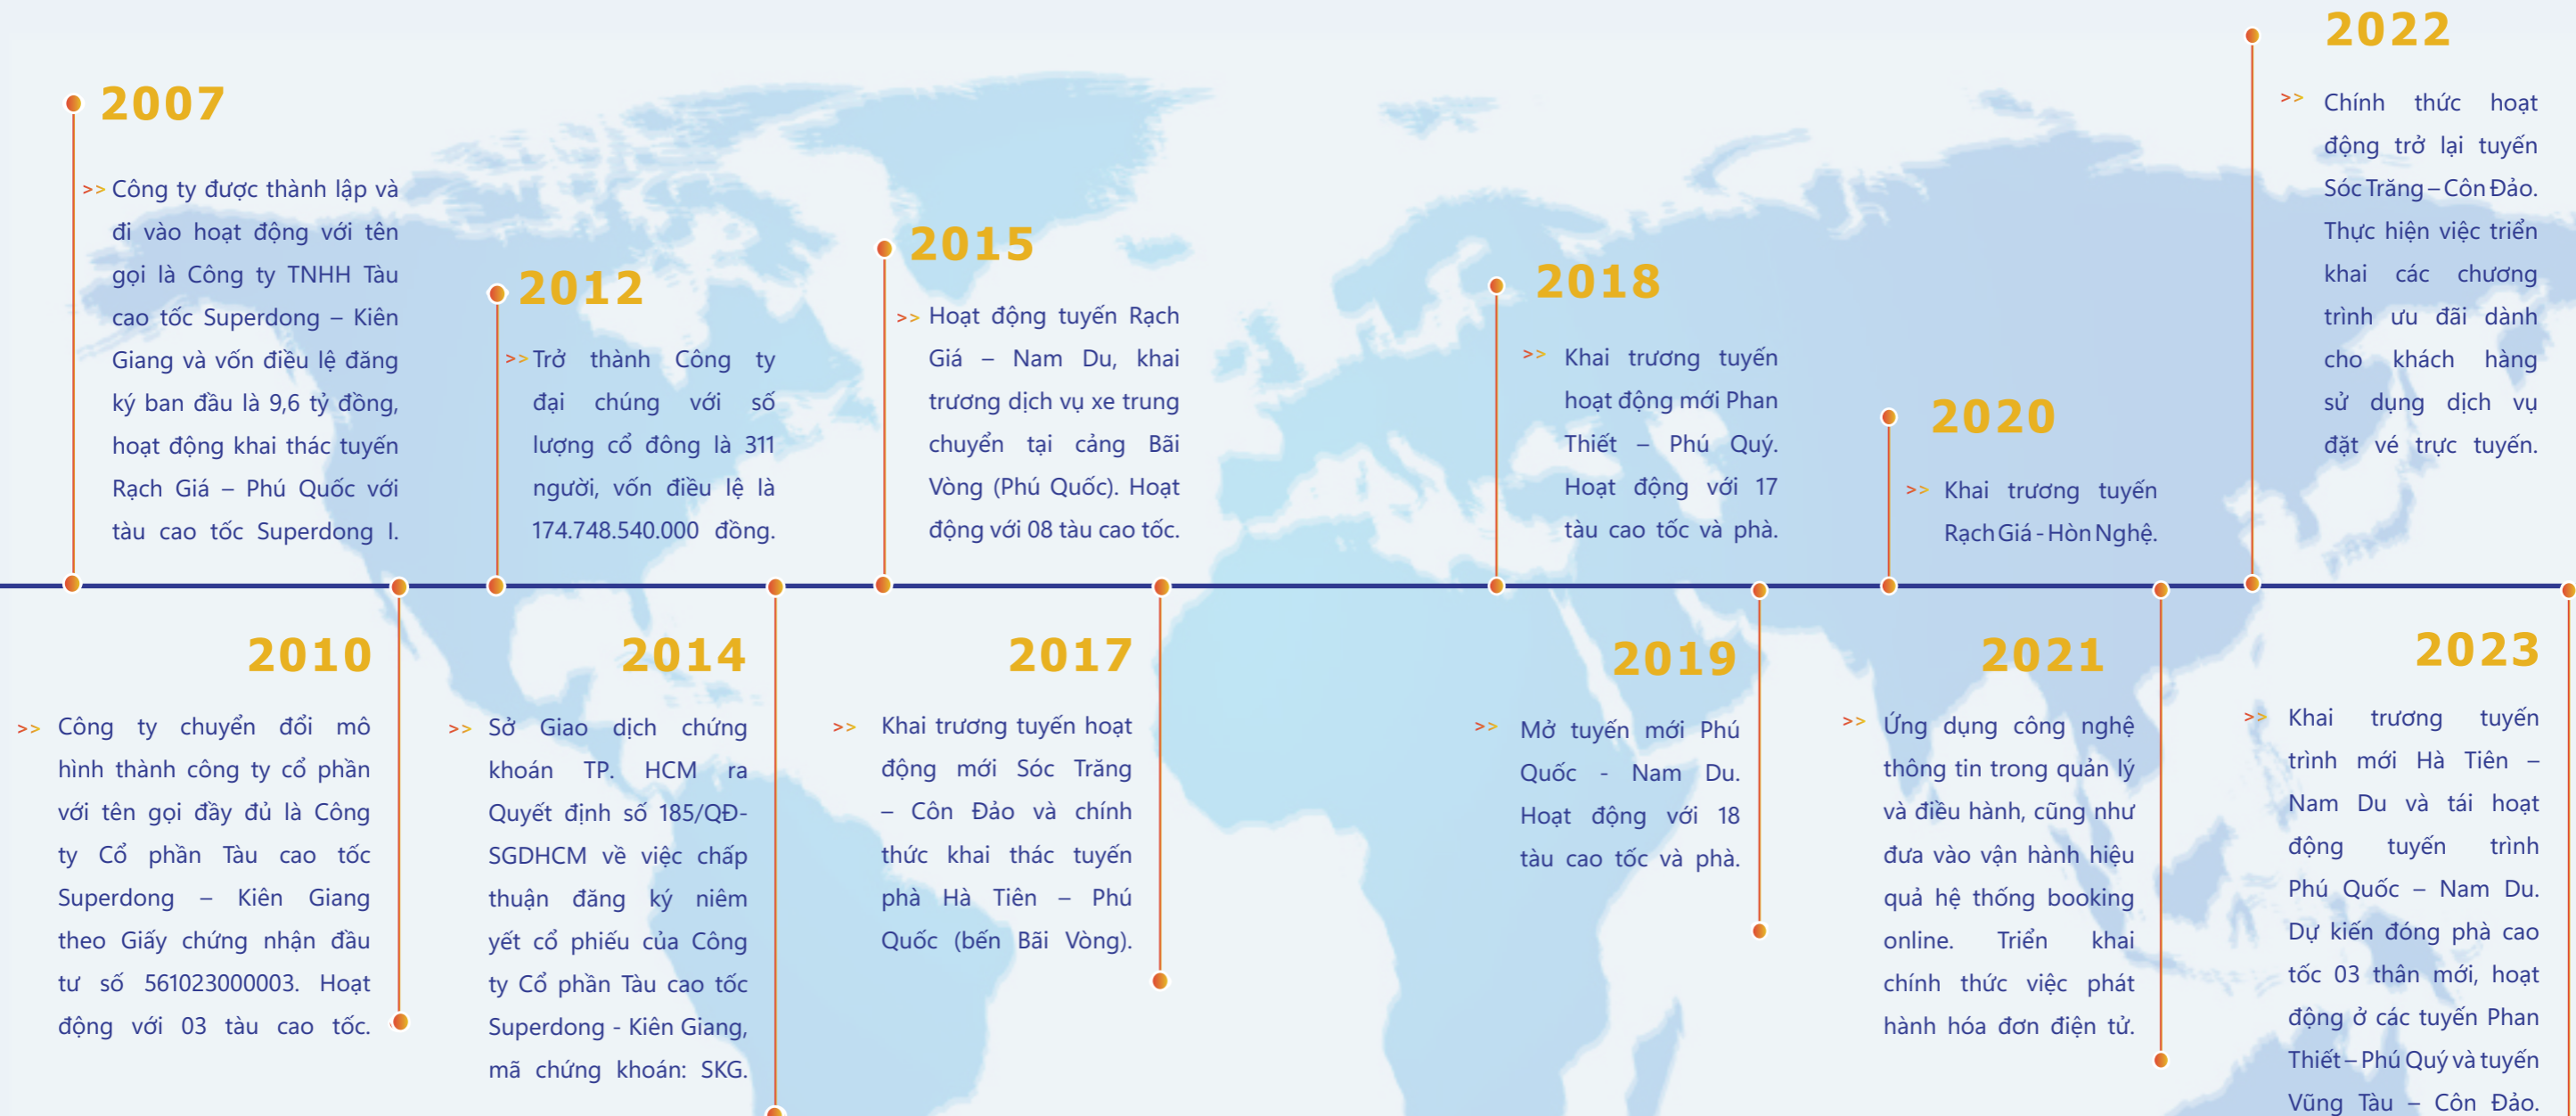 2007
>> Công ty được thành lập và
đi vào hoạt động với tên
gọi là Công ty TNHH Tàu
cao tốc Superdong – Kiên
Giang và vốn điều lệ đăng
ký ban đầu là 9,6 tỷ đồng,
hoạt động khai thác tuyến
Rạch Giá – Phú Quốc với
tàu cao tốc Superdong I.
2010
>> Công ty chuyển đổi mô
hình thành công ty cổ phần
với tên gọi đầy đủ là Công
ty Cổ phần Tàu cao tốc
Superdong – Kiên Giang
theo Giấy chứng nhận đầu
tư số 561023000003. Hoạt
động với 03 tàu cao tốc.
2012
>> Trở thành Công ty
đại chúng với số
lượng cổ đông là 311
người, vốn điều lệ là
174.748.540.000 đồng.
2014
>> Sở Giao dịch chứng
khoán TP. HCM ra
Quyết định số 185/QĐ-
SGDHCM về việc chấp
thuận đăng ký niêm
yết cổ phiếu của Công
ty Cổ phần Tàu cao tốc
Superdong - Kiên Giang,
mã chứng khoán: SKG.
2015
>> Hoạt động tuyến Rạch
Giá – Nam Du, khai
trương dịch vụ xe trung
chuyển tại cảng Bãi
Vòng (Phú Quốc). Hoạt
động với 08 tàu cao tốc.
2017
>> Khai trương tuyến hoạt
động mới Sóc Trăng
– Côn Đảo và chính
thức khai thác tuyến
phà Hà Tiên – Phú
Quốc (bến Bãi Vòng).
2018
>> Khai trương tuyến
hoạt động mới Phan
Thiết – Phú Quý.
Hoạt động với 17
tàu cao tốc và phà.
2019
>> Mở tuyến mới Phú
Quốc - Nam Du.
Hoạt động với 18
tàu cao tốc và phà.
2020
>> Khai trương tuyến
Rạch Giá - Hòn Nghệ.
2021
>> Ứng dụng công nghệ
thông tin trong quản lý
và điều hành, cũng như
đưa vào vận hành hiệu
quả hệ thống booking
online. Triển khai
chính thức việc phát
hành hóa đơn điện tử.
2022
>> Chính thức hoạt
động trở lại tuyến
Sóc Trăng – Côn Đảo.
Thực hiện việc triển
khai các chương
trình ưu đãi dành
cho khách hàng
sử dụng dịch vụ
đặt vé trực tuyến.
2023
>> Khai trương tuyến
trình mới Hà Tiên –
Nam Du và tái hoạt
động tuyến trình
Phú Quốc – Nam Du.
Dự kiến đóng phà cao
tốc 03 thân mới, hoạt
động ở các tuyến Phan
Thiết – Phú Quý và tuyến
Vũng Tàu – Côn Đảo.